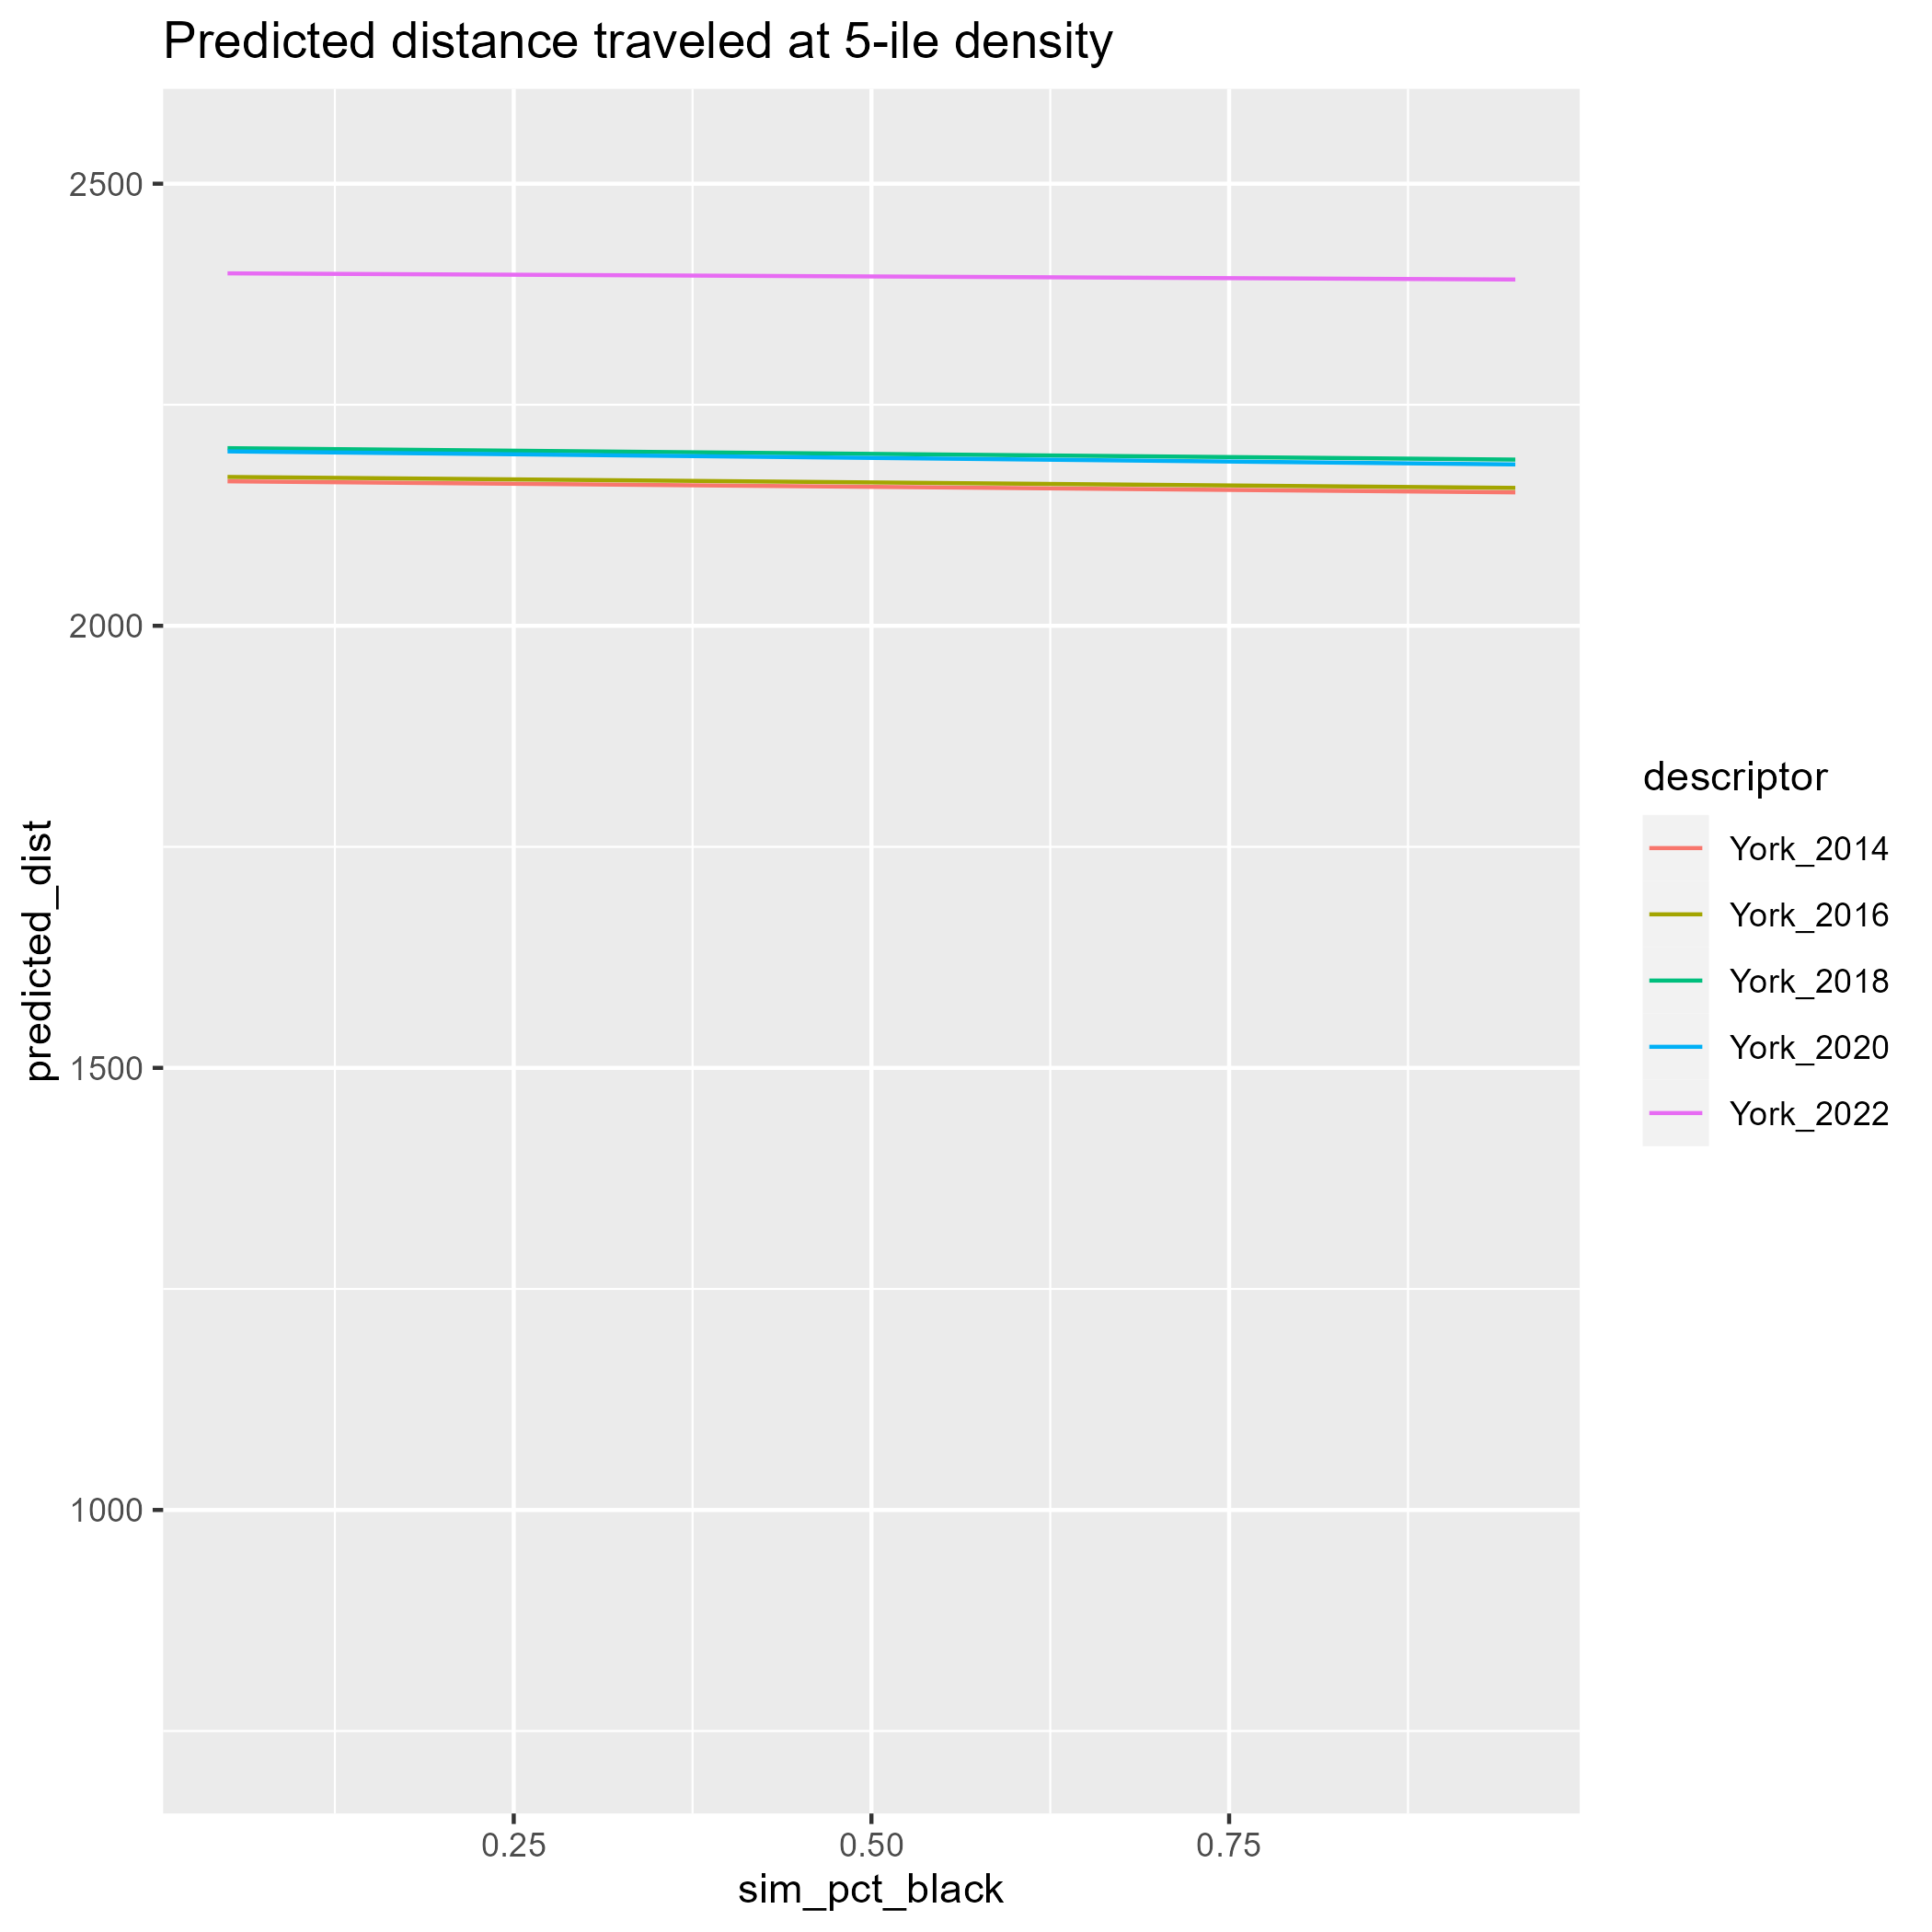 Predicted distance traveled at 5-ile density
predicted_dist
2500
2000
1500
1000
0.25
0.50
0.75
sim_pct_black
descriptor
York_2014
York_2016
York_2018
York_2020
York_2022